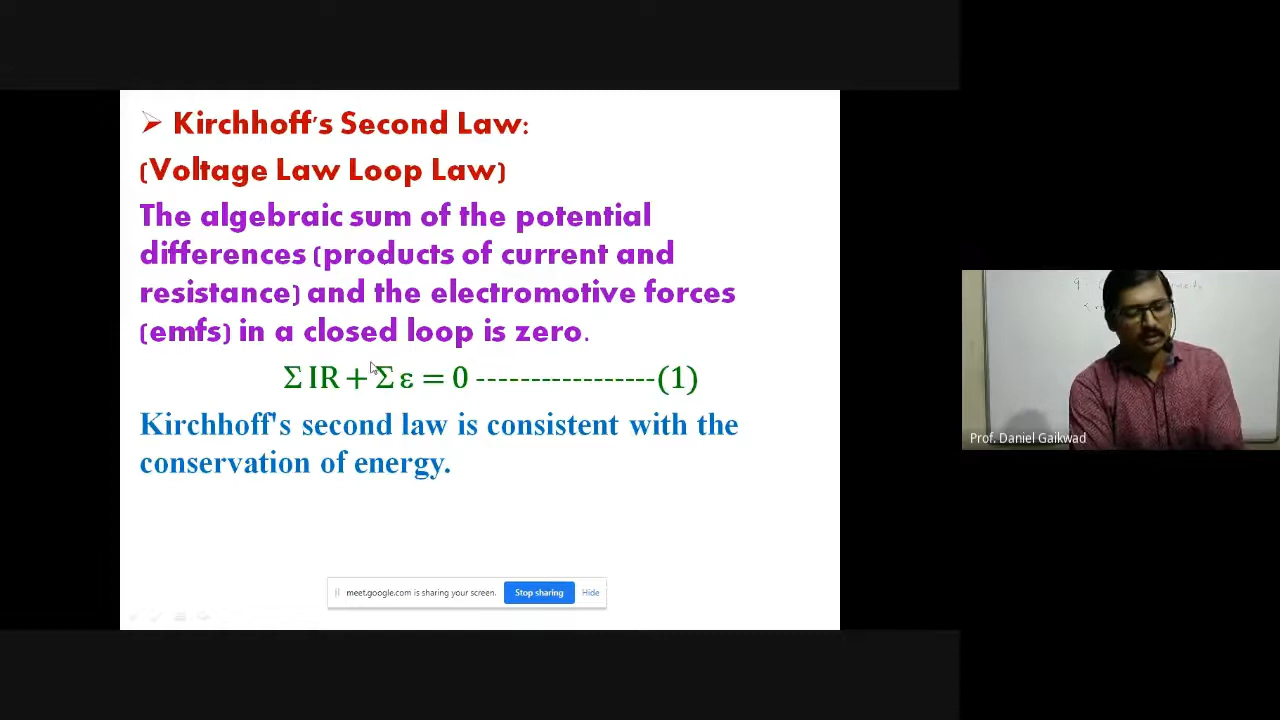 Kirchhoff's Second Law:
(Voltage Law Loop Law)
The algebraic sum of the potential
differences (products of current and
resistance) and the electromotive forces
(emfs) in a closed loop is zero.
Σ IR + Σ ε = 0 -----------------(1)
Kirchhoff's second law is consistent with the
conservation of energy.
meet.google.com is sharing your screen. Stop sharing Hide
Prof. Daniel Gaikwad